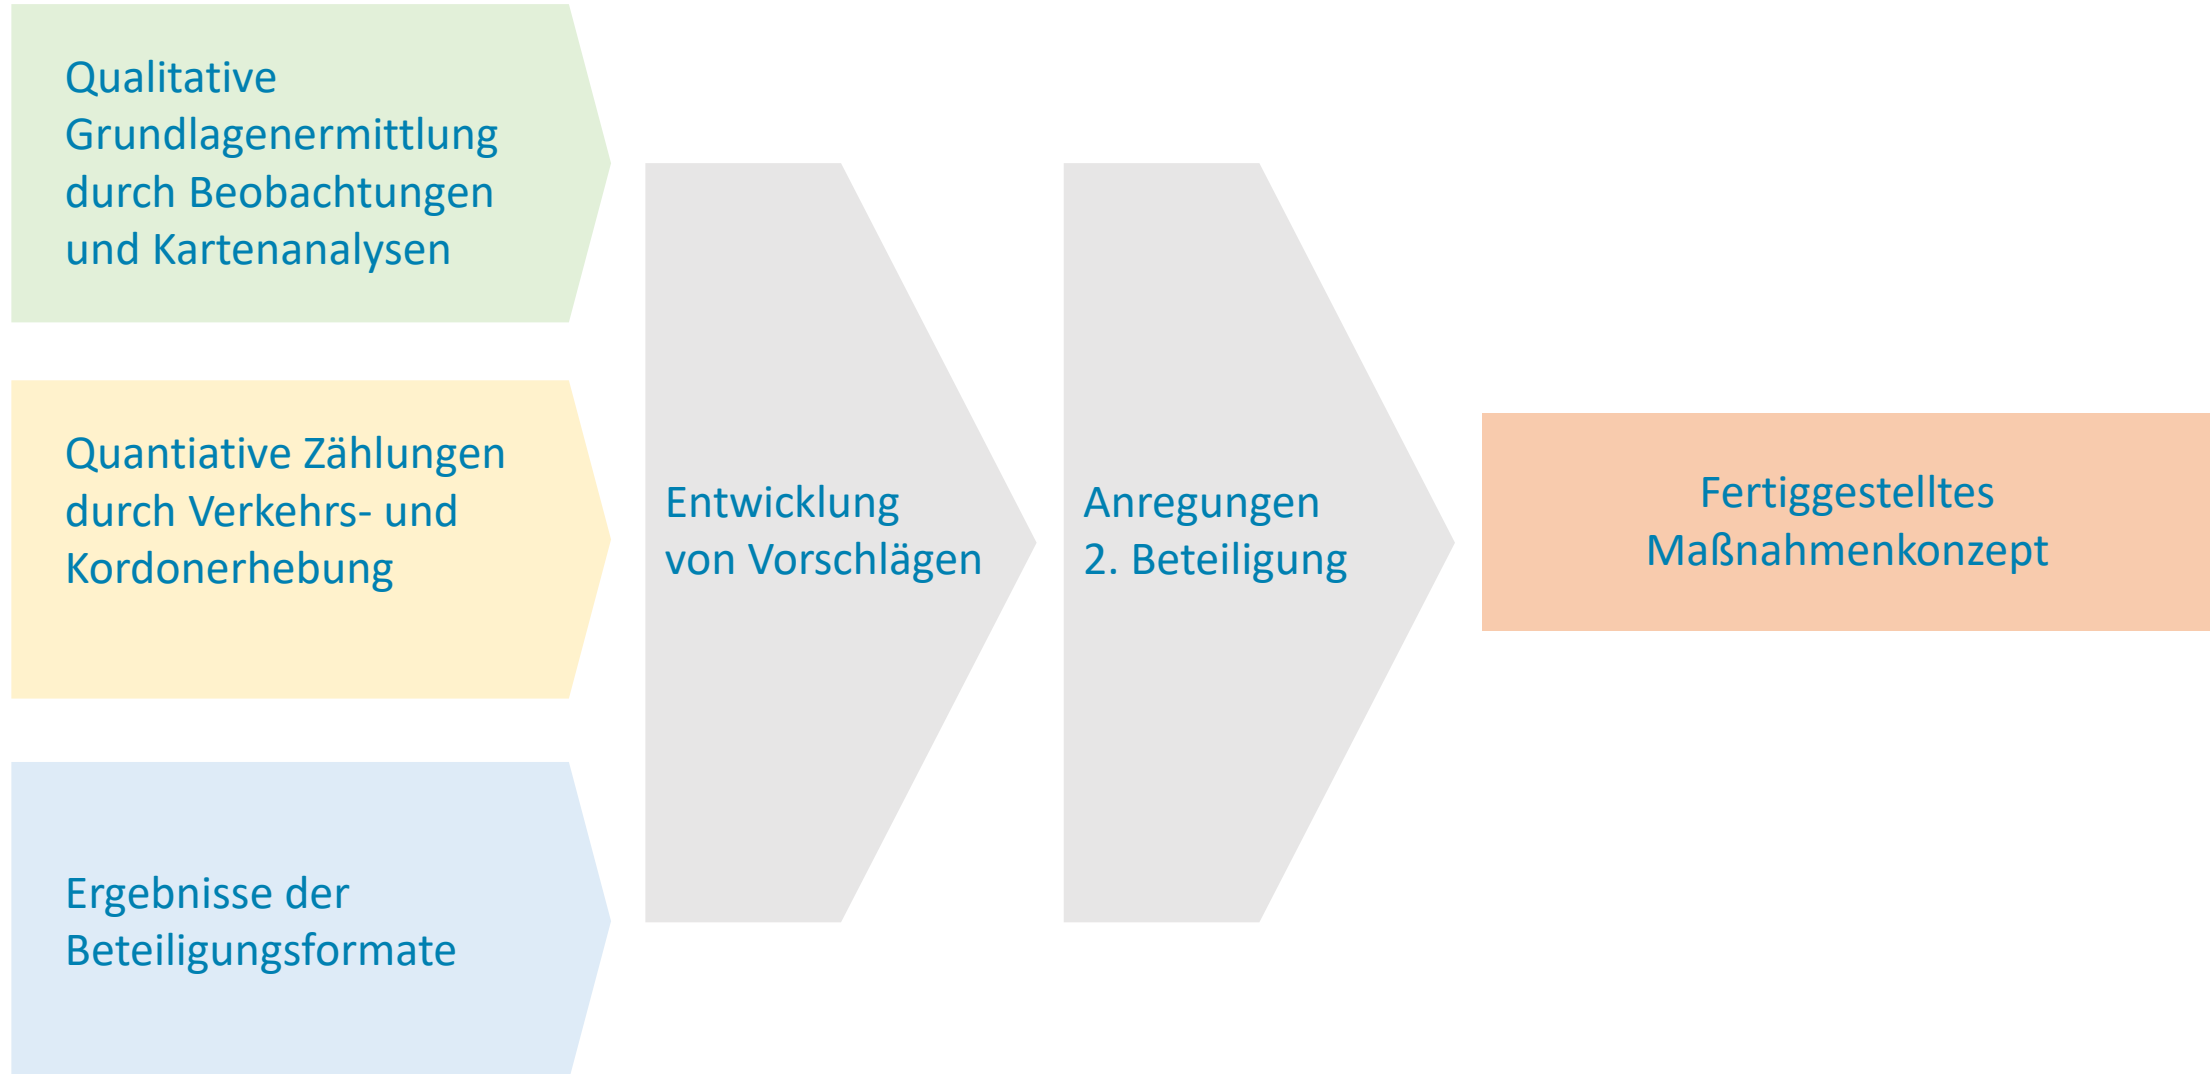 Qualitative
Grundlagenermittlung
durch Beobachtungen
und Kartenanalysen
Quantiative Zählungen
durch Verkehrs- und
Kordonerhebung
Ergebnisse der
Beteiligungsformate
Entwicklung
von Vorschlägen
Anregungen
2. Beteiligung
Fertiggestelltes
Maßnahmenkonzept